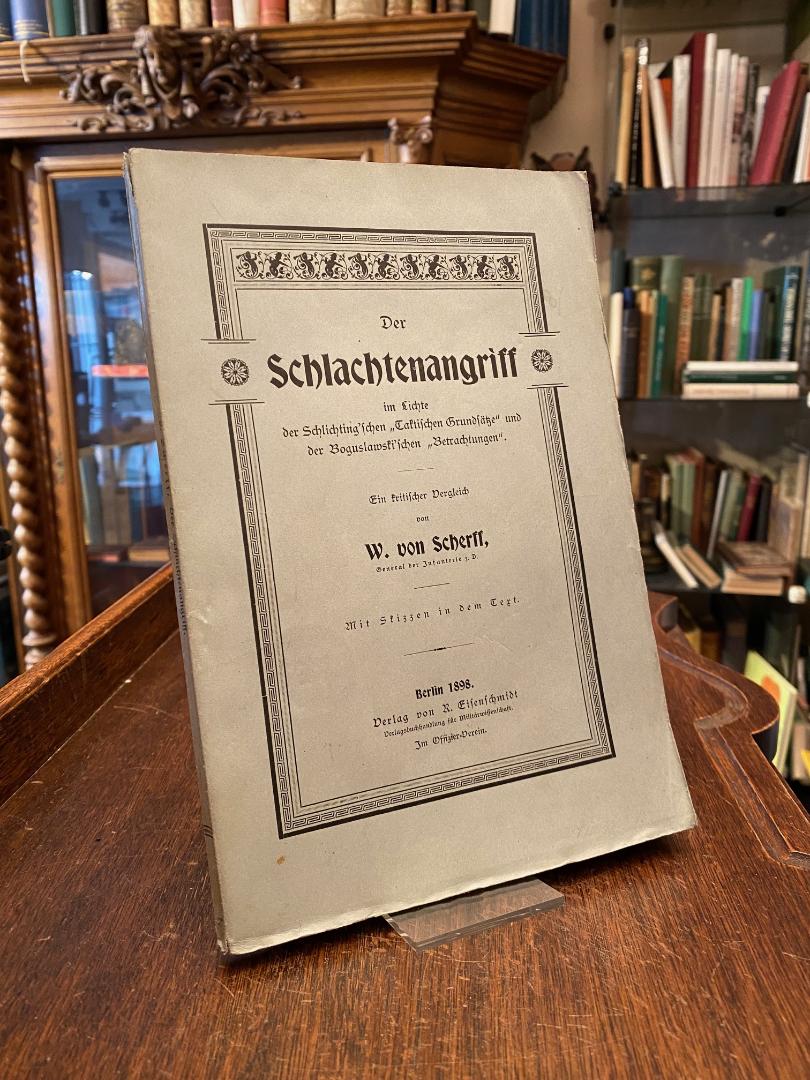 Der
Schlachtenangriff
im Lichte
der Schlichting'schen „Taktischen Grundsätze“ und
der Boguslawski'schen „Betrachtungen“.
Ein kritischer Vergleich
von
W. von Scherff,
General der Infanterie z. D.
Mit Skizzen in dem Text.
Berlin 1898.
Verlag von R. Eisenschmidt
Verlagsbuchhandlung für Militärwissenschaft.
Im Offizier-Verein.